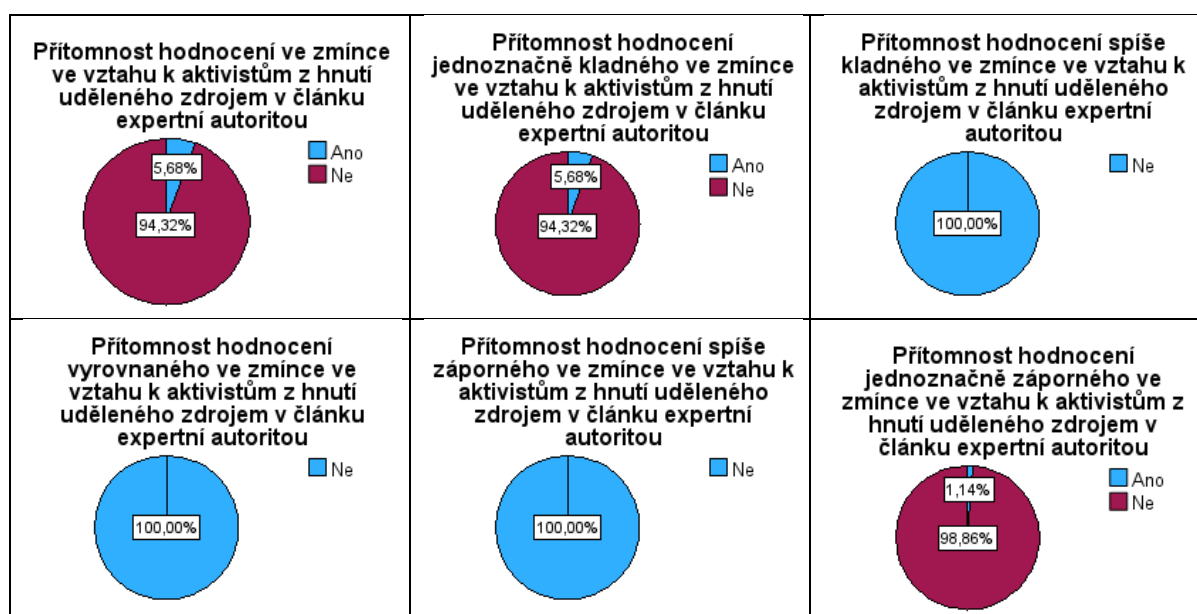 Přítomnost hodnocení ve zmínce
ve vztahu k aktivistům z hnutí
uděleného zdrojem v článku
expertní autoritou
Ano
Ne
5,68%
94,32%
Přítomnost hodnocení
jednoznačně kladného ve zmínce
ve vztahu k aktivistům z hnutí
uděleného zdrojem v článku
expertní autoritou
Ano
Ne
5,68%
94,32%
Přítomnost hodnocení spíše
kladného ve zmínce ve vztahu k
aktivistům z hnutí uděleného
zdrojem v článku expertní
autoritou
Ne
100,00%
Přítomnost hodnocení
vyrovnaného ve zmínce ve
vztahu k aktivistům z hnutí
uděleného zdrojem v článku
expertní autoritou
Ne
100,00%
Přítomnost hodnocení spíše
záporného ve zmínce ve vztahu k
aktivistům z hnutí uděleného
zdrojem v článku expertní
autoritou
Ne
100,00%
Přítomnost hodnocení
jednoznačně záporného ve
zmínce ve vztahu k aktivistům z
hnutí uděleného zdrojem v
článku expertní autoritou
Ano
Ne
1,14%
98,86%